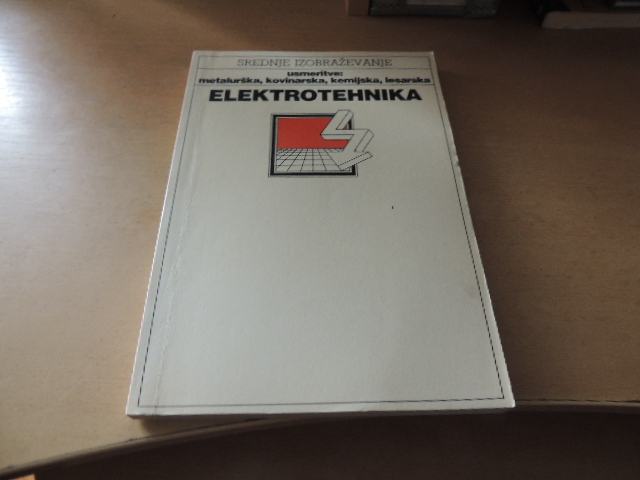 SREDNJE IZOBRAŽEVANJE
usmeritve:
metalurška, kovinarska, kemijska, lesarska
ELEKTROTEHNIKA